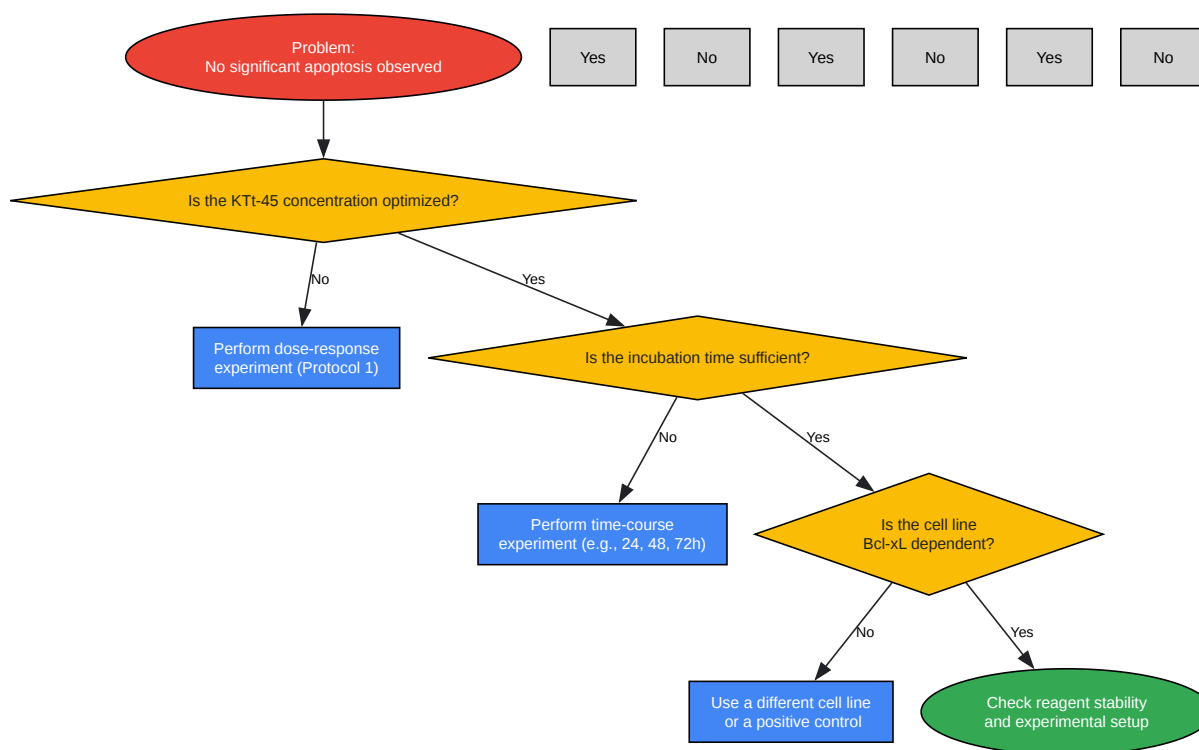 Problem:
No significant apoptosis observed
Yes
No
Yes
No
Yes
No
Is the KTt-45 concentration optimized?
No
Yes
Perform dose-response
experiment (Protocol 1)
Is the incubation time sufficient?
No
Yes
Perform time-course
experiment (e.g., 24, 48, 72h)
Is the cell line
Bcl-xL dependent?
No
Yes
Use a different cell line
or a positive control
Check reagent stability
and experimental setup